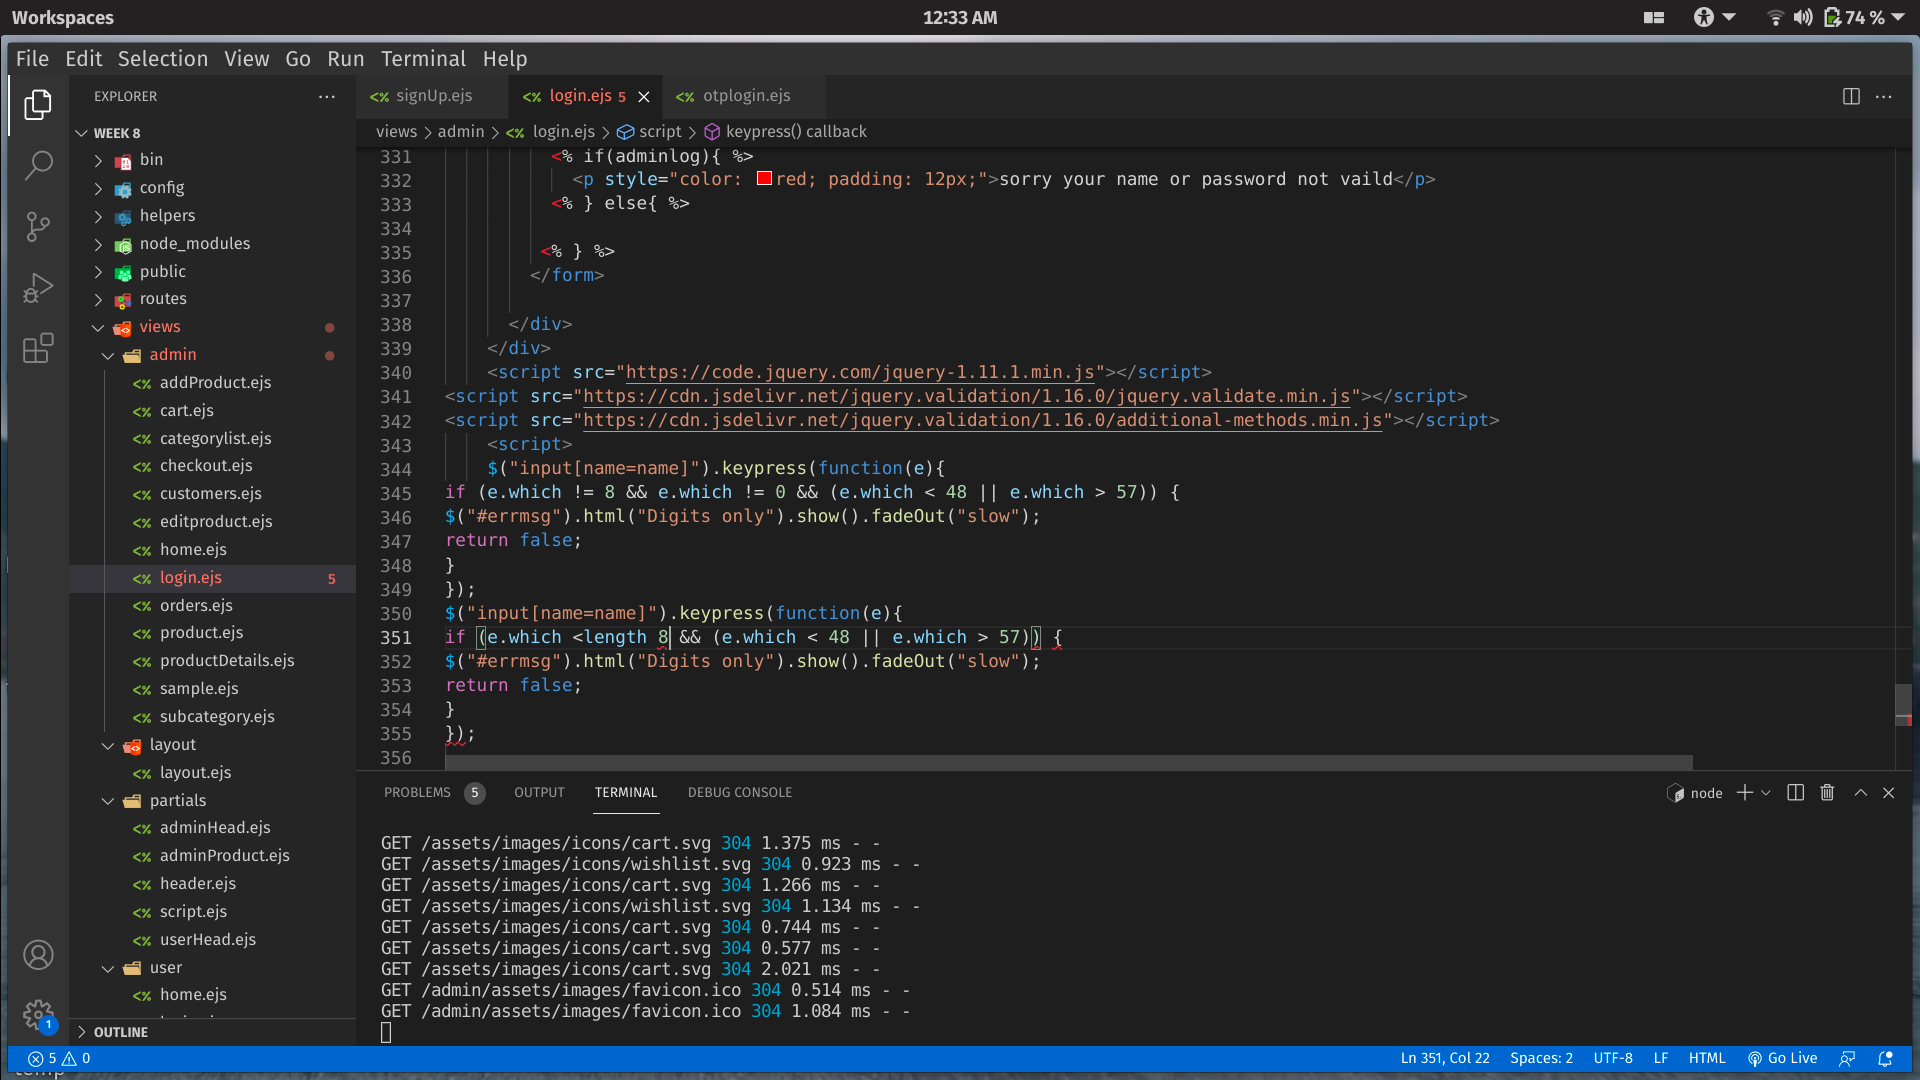 Workspaces
12:33 AM
74 %
File Edit Selection View Go Run Terminal Help
EXPLORER
signUp.ejs
login.ejs 5
otplogin.ejs
WEEK 8
bin
config
helpers
node_modules
public
routes
views
admin
addProduct.ejs
cart.ejs
categorylist.ejs
checkout.ejs
customers.ejs
editproduct.ejs
home.ejs
login.ejs 5
orders.ejs
product.ejs
productDetails.ejs
sample.ejs
subcategory.ejs
layout
layout.ejs
partials
adminHead.ejs
adminProduct.ejs
header.ejs
script.ejs
userHead.ejs
user
home.ejs
OUTLINE
views > admin > login.ejs > script > keypress() callback
331 <% if(adminlog){ %>
332 <p style="color: red; padding: 12px;">sorry your name or password not vaild</p>
333 <% } else{ %>
334
335 <% } %>
336 </form>
337
338 </div>
339 </div>
340 <script src="https://code.jquery.com/jquery-1.11.1.min.js"></script>
341 <script src="https://cdn.jsdelivr.net/jquery.validation/1.16.0/jquery.validate.min.js"></script>
342 <script src="https://cdn.jsdelivr.net/jquery.validation/1.16.0/additional-methods.min.js"></script>
343 <script>
344 $("input[name=name]").keypress(function(e){
345 if (e.which != 8 && e.which != 0 && (e.which < 48 || e.which > 57)) {
346 $("#errmsg").html("Digits only").show().fadeOut("slow");
347 return false;
348 }
349 });
350 $("input[name=name]").keypress(function(e){
351 if (e.which <length 8 && (e.which < 48 || e.which > 57)) {
352 $("#errmsg").html("Digits only").show().fadeOut("slow");
353 return false;
354 }
355 });
356
PROBLEMS 5 OUTPUT TERMINAL DEBUG CONSOLE
node
GET /assets/images/icons/cart.svg 304 1.375 ms - -
GET /assets/images/icons/wishlist.svg 304 0.923 ms - -
GET /assets/images/icons/cart.svg 304 1.266 ms - -
GET /assets/images/icons/wishlist.svg 304 1.134 ms - -
GET /assets/images/icons/cart.svg 304 0.744 ms - -
GET /assets/images/icons/cart.svg 304 0.577 ms - -
GET /assets/images/icons/cart.svg 304 2.021 ms - -
GET /admin/assets/images/favicon.ico 304 0.514 ms - -
GET /admin/assets/images/favicon.ico 304 1.084 ms - -
1
5 0
Ln 351, Col 22 Spaces: 2 UTF-8 LF HTML Go Live